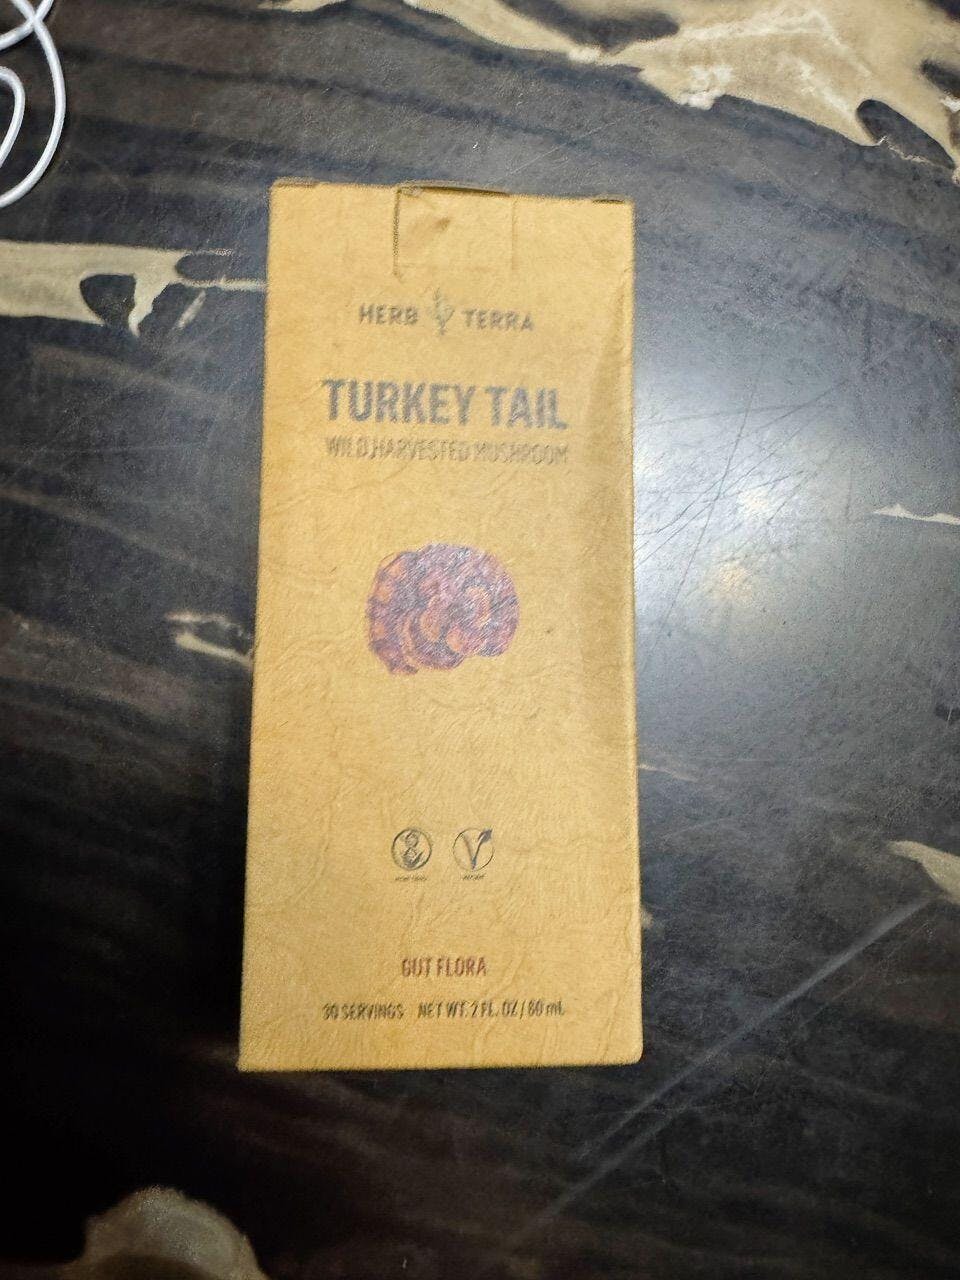 HERB TERRA
TURKEY TAIL
WILD HARVESTED MUSHROOM
GUT FLORA
30 SERVINGS NET WT. 2 FL. OZ / 60 mL